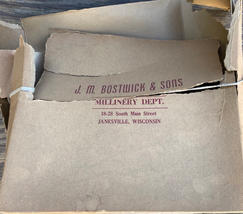 J. M. BOSTWICK & SONS
MILLINERY DEPT.
18-28 South Main Street
JANESVILLE, WISCONSIN